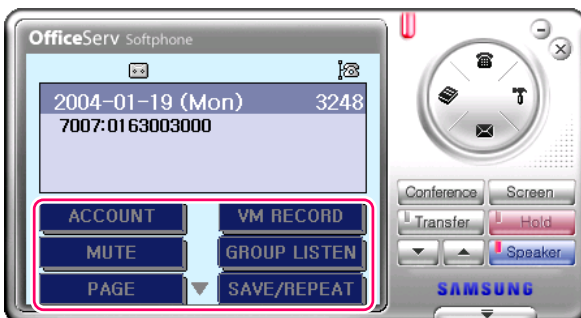 OfficeServ Softphone
2004-01-19 (Mon) 3248
7007:0163003000
ACCOUNT VM RECORD
MUTE GROUP LISTEN
PAGE SAVE/REPEAT
Conference Screen
Transfer Hold
Speaker
SAMSUNG